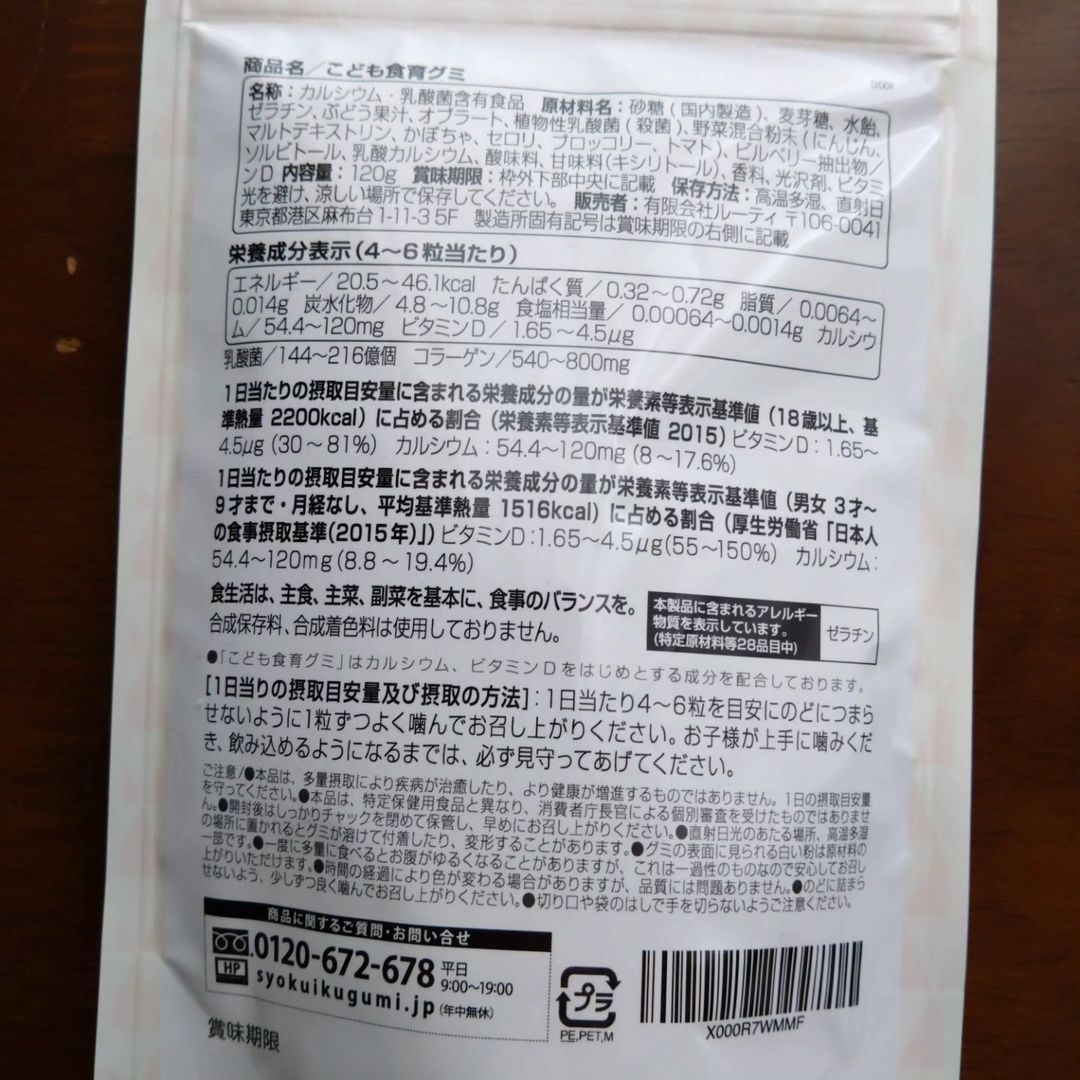 商品名/こども食育グミ
0001
名称：カルシウム・乳酸菌含有食品 原材料名：砂糖(国内製造)、麦芽糖、水飴、
ゼラチン、ぶどう果汁、オブラート、植物性乳酸菌(殺菌)、野菜混合粉末(にんじん、
マルトデキストリン、かぼちゃ、セロリ、ブロッコリー、トマト)、ビルベリー抽出物/
ソルビトール、乳酸カルシウム、酸味料、甘味料(キシリトール)、香料、光沢剤、ビタミ
ンD 内容量：120g 賞味期限：枠外下部中央に記載 保存方法：高温多湿、直射日
光を避け、涼しい場所で保存してください。 販売者：有限会社ルーティ 〒106-0041
東京都港区麻布台1-11-3 5F 製造所固有記号は賞味期限の右側に記載
栄養成分表示(4～6粒当たり)
エネルギー/20.5～46.1kcal たんぱく質/0.32～0.72g 脂質/0.0064～
0.014g 炭水化物/4.8～10.8g 食塩相当量/0.00064～0.0014g カルシウ
ム/54.4～120mg ビタミンD/1.65～4.5μg
乳酸菌/144～216億個 コラーゲン/540～800mg
1日当たりの摂取目安量に含まれる栄養成分の量が栄養素等表示基準値(18歳以上、基
準熱量 2200kcal)に占める割合(栄養素等表示基準値 2015)ビタミンD：1.65～
4.5μg(30～81%) カルシウム：54.4～120mg(8～17.6%)
1日当たりの摂取目安量に含まれる栄養成分の量が栄養素等表示基準値(男女 3才～
9才まで・月経なし、平均基準熱量 1516kcal)に占める割合(厚生労働省「日本人
の食事摂取基準(2015年)」)ビタミンD：1.65～4.5μg(55～150%) カルシウム：
54.4～120mg(8.8～19.4%)
食生活は、主食、主菜、副菜を基本に、食事のバランスを。
合成保存料、合成着色料は使用しておりません。
本製品に含まれるアレルギー
物質を表示しています。
(特定原材料等28品目中)
ゼラチン
●「こども食育グミ」はカルシウム、ビタミンDをはじめとする成分を配合しております。
[1日当りの摂取目安量及び摂取の方法]：1日当たり4～6粒を目安にのどにつまら
せないように1粒ずつよく噛んでお召し上がりください。お子様が上手に噛みくだ
き、飲み込めるようになるまでは、必ず見守ってあげてください。
ご注意/●本品は、多量摂取により疾病が治癒したり、より健康が増進するものではありません。1日の摂取目安量
を守ってください。●本品は、特定保健用食品と異なり、消費者庁長官による個別審査を受けたものではありませ
ん。●開封後はしっかりチャックを閉めて保管し、早めにお召し上がりください。●直射日光のあたる場所、高温多湿
の場所に置かれるとグミが溶けて付着したり、変形することがあります。●グミの表面に見られる白い粉は原材料の
一部です。●一度に多量に食べるとお腹がゆるくなることがありますが、これは一過性のものなので安心してお召し
上がりいただけます。●時間の経過により色が変わる場合がありますが、品質には問題ありません。●のどに詰まら
せないよう、少しずつ良く噛んでお召し上がりください。●切り口や袋のはしで手を切らないようご注意ください。
商品に関するご質問・お問い合せ
0120-672-678 平日 9:00～19:00
HP syokuikugumi.jp (年中無休)
プラ
PE,PET,M
X000R7WMMF
賞味期限